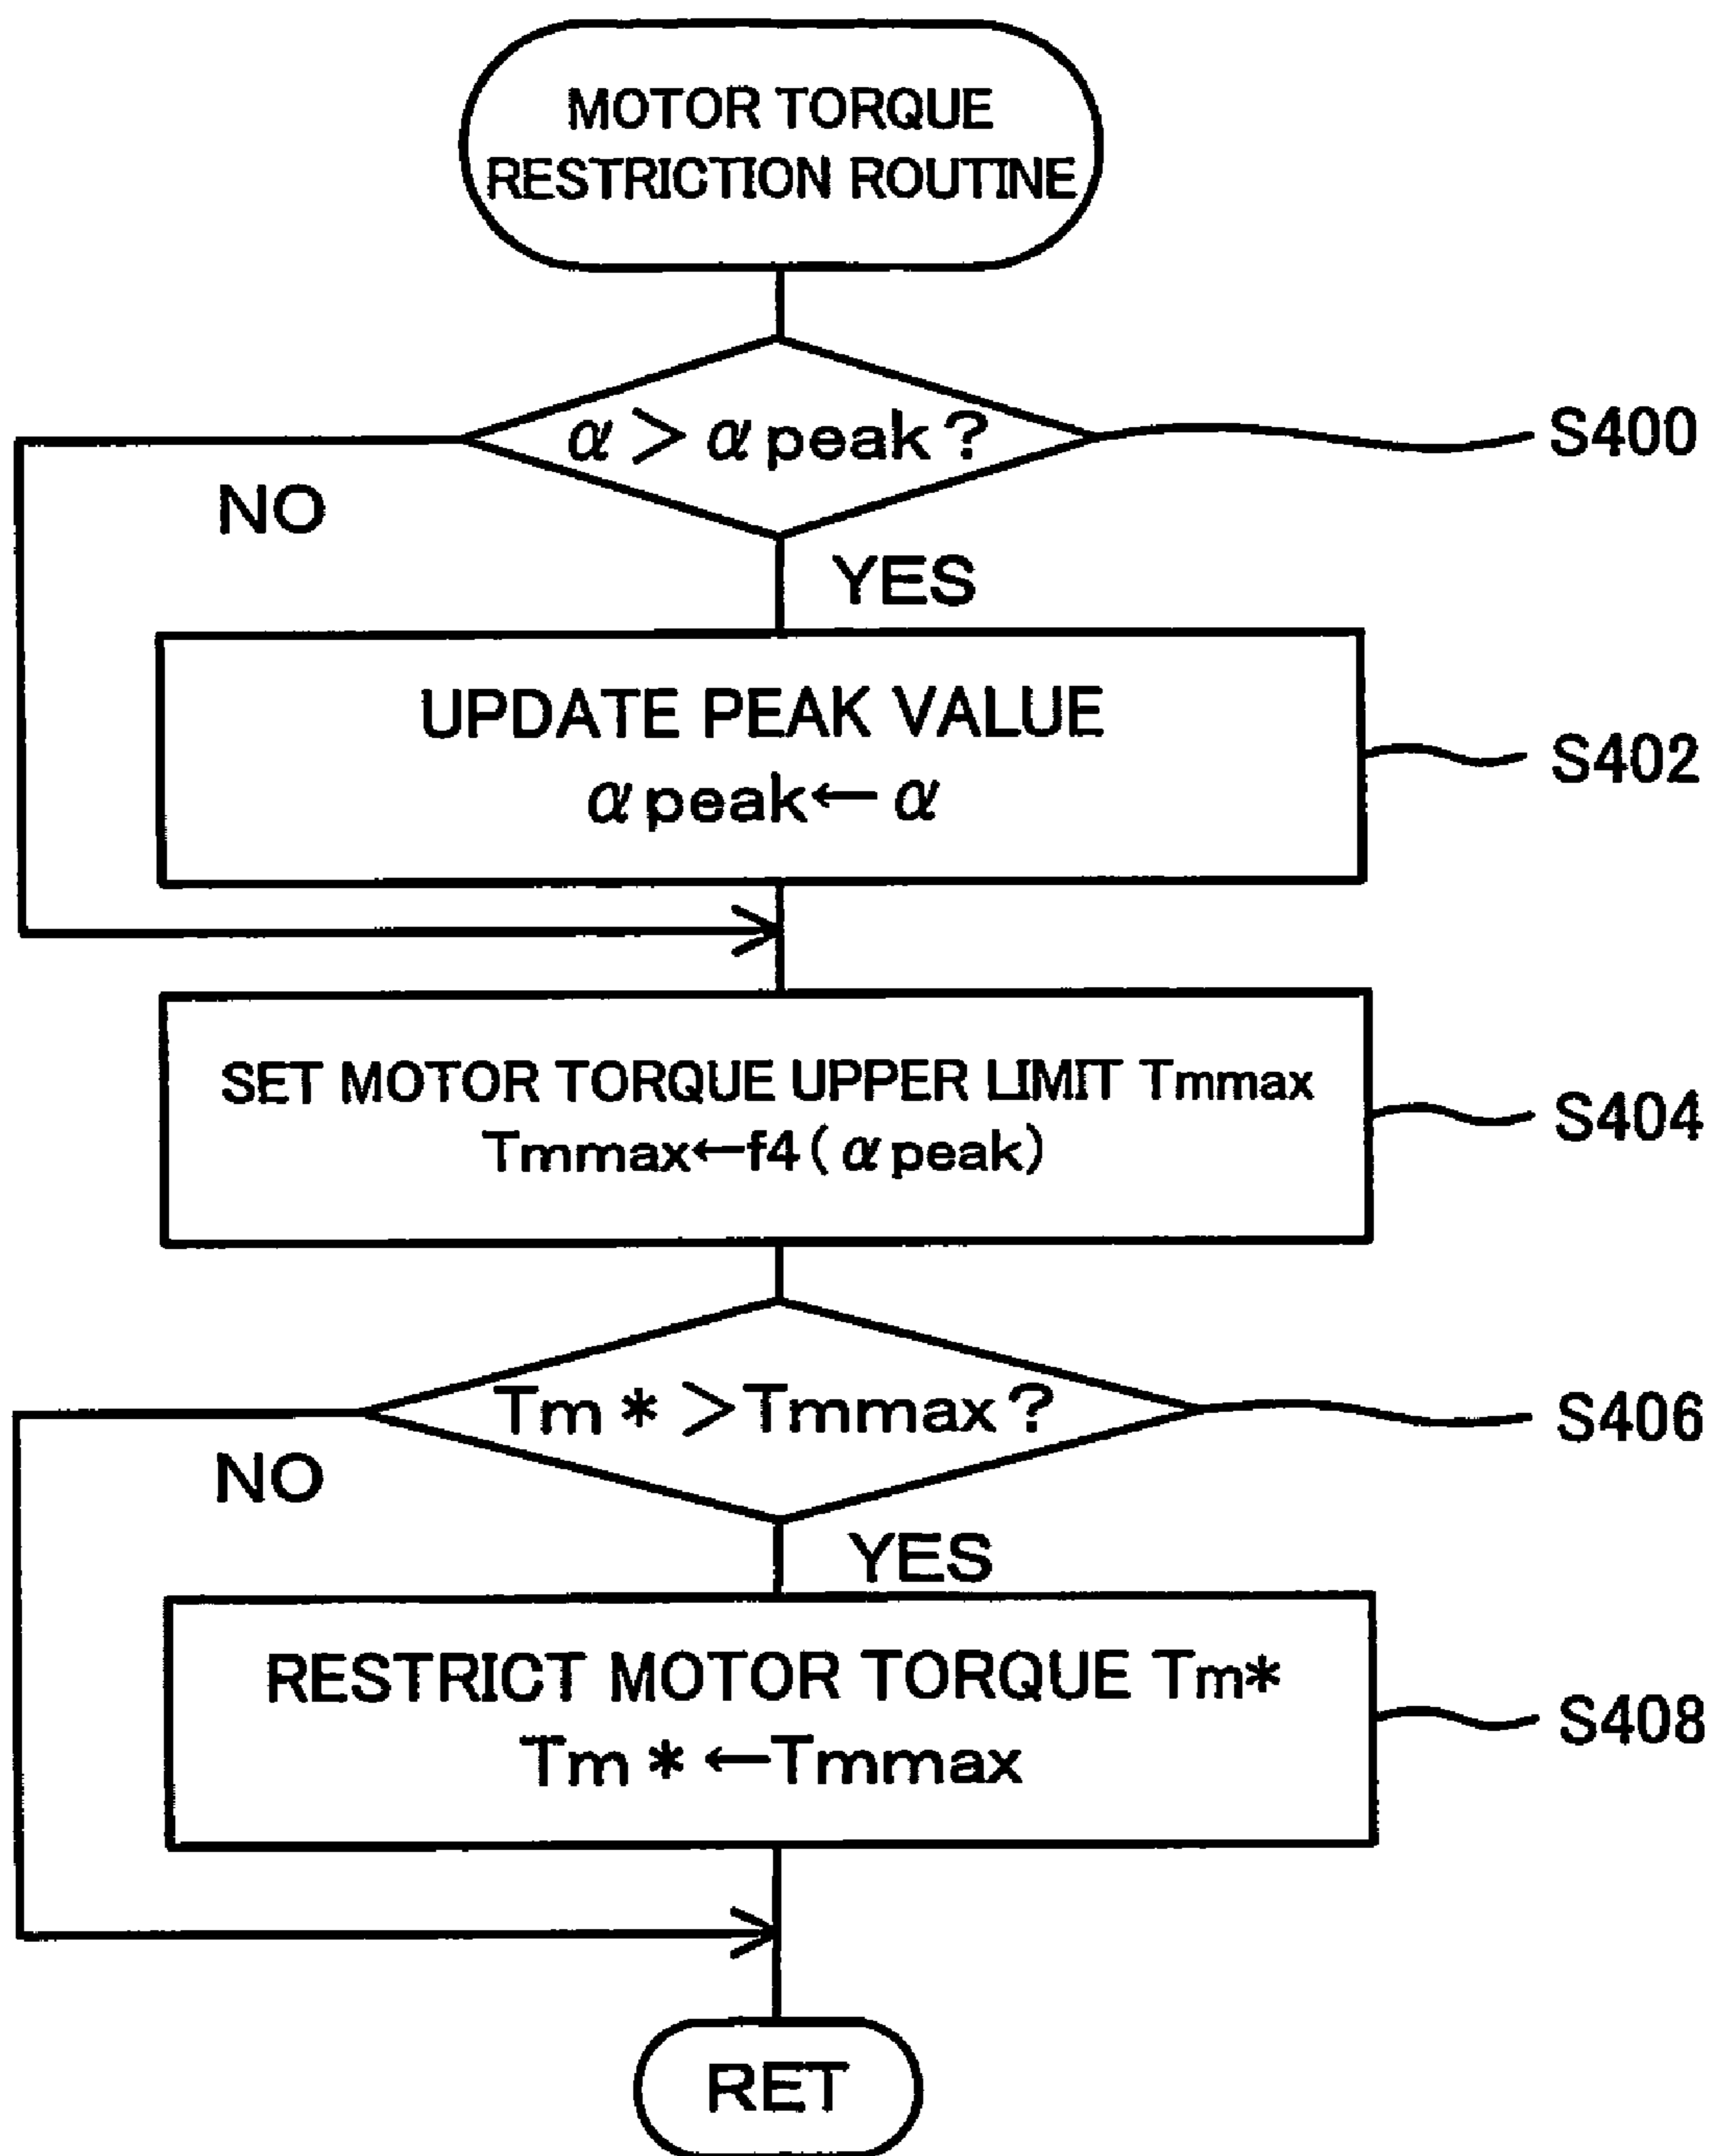 MOTOR TORQUE
RESTRICTION ROUTINE
α > α peak ?
S400
NO
YES
UPDATE PEAK VALUE
α peak ← α
S402
SET MOTOR TORQUE UPPER LIMIT Tmmax
Tmmax←f4 ( α peak)
S404
Tm * >Tmmax ?
S406
NO
YES
RESTRICT MOTOR TORQUE Tm*
Tm * ←Tmmax
S408
RET